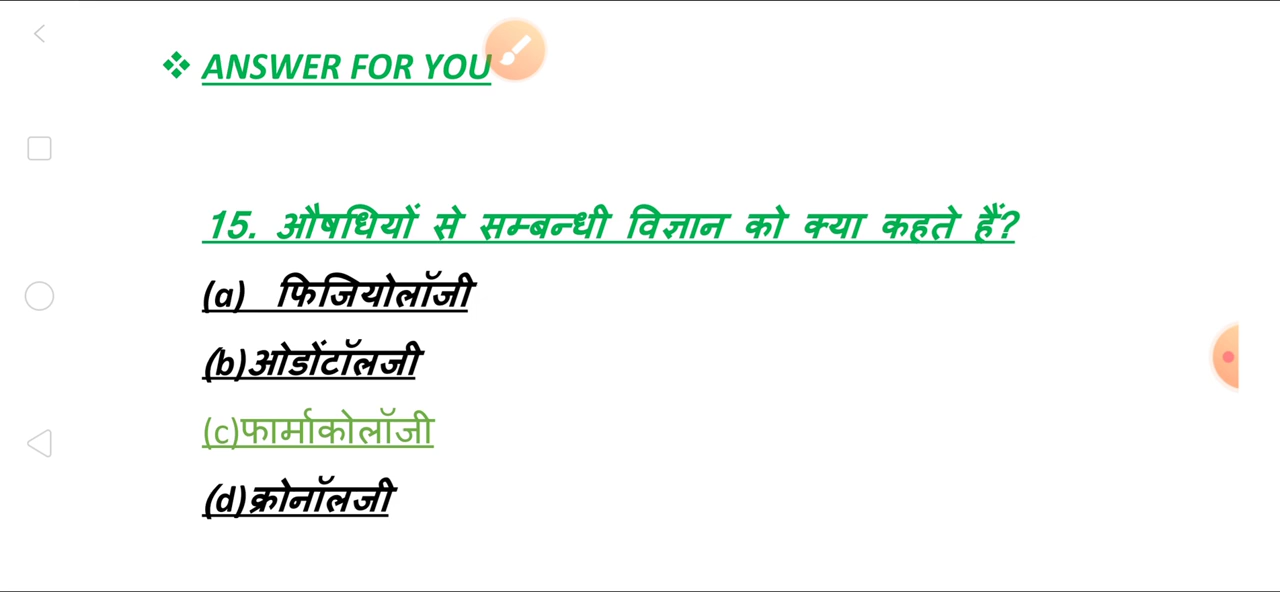 ❖ ANSWER FOR YOU
15. औषधियों से सम्बन्धी विज्ञान को क्या कहते हैं?
(a) फिजियोलॉजी
(b)ओडोंटॉलजी
(c)फार्माकोलॉजी
(d)क्रोनॉलजी